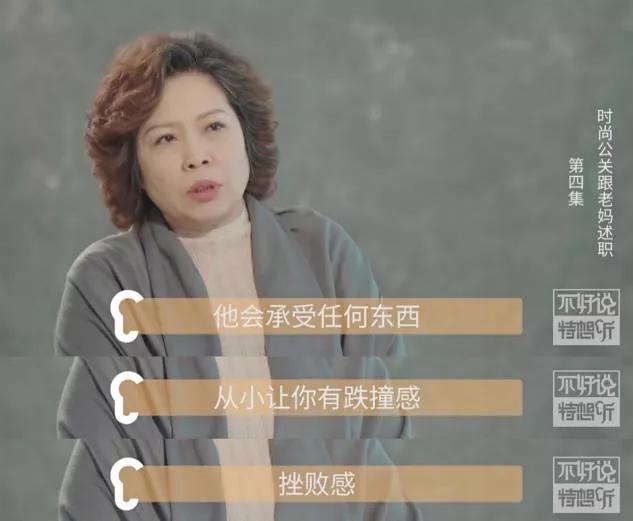 时尚公关跟老妈述职
第四集
他会承受任何东西
不好说
特想听
从小让你有跌撞感
不好说
特想听
挫败感
不好说
特想听